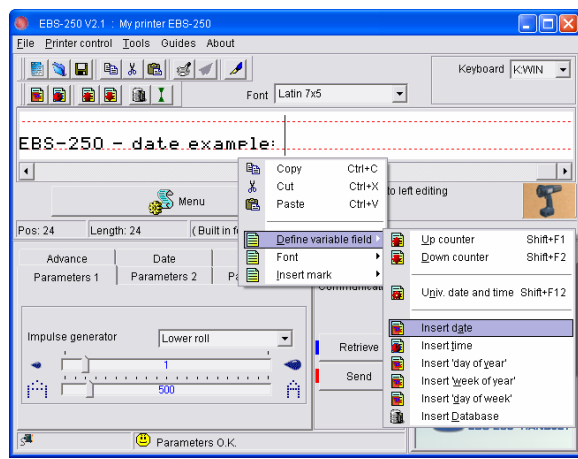 EBS-250 V2.1 : My printer EBS-250
File Printer control Tools Guides About
Keyboard K:WIN
Font Latin 7x5
EBS-250 - date example:
Copy Ctrl+C
Cut Ctrl+X
Paste Ctrl+V
Define variable field
Font
Insert mark
Menu
to left editing
Pos: 24 Length: 24 (Built in
Up counter Shift+F1
Down counter Shift+F2
Univ. date and time Shift+F12
Insert date
Insert time
Insert 'day of year'
Insert 'week of year'
Insert 'day of week'
Insert Database
Advance Date
Parameters 1 Parameters 2
Impulse generator Lower roll
1
500
Retrieve
Send
Parameters O.K.